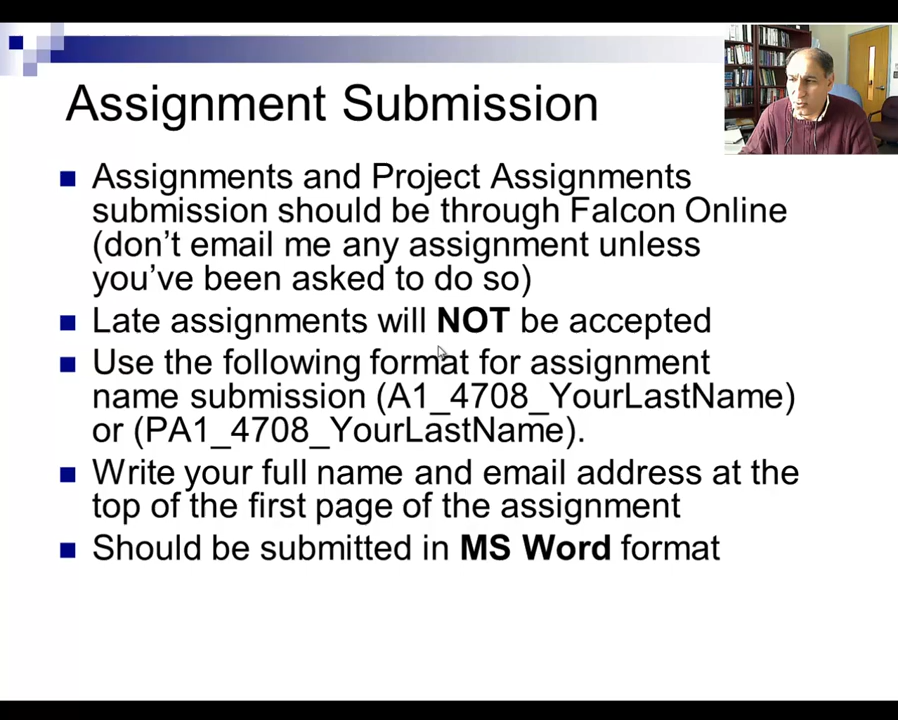 Assignment Submission
Assignments and Project Assignments
submission should be through Falcon Online
(don't email me any assignment unless
you've been asked to do so)
Late assignments will NOT be accepted
Use the following format for assignment
name submission (A1_4708_YourLastName)
or (PA1_4708_YourLastName).
Write your full name and email address at the
top of the first page of the assignment
Should be submitted in MS Word format